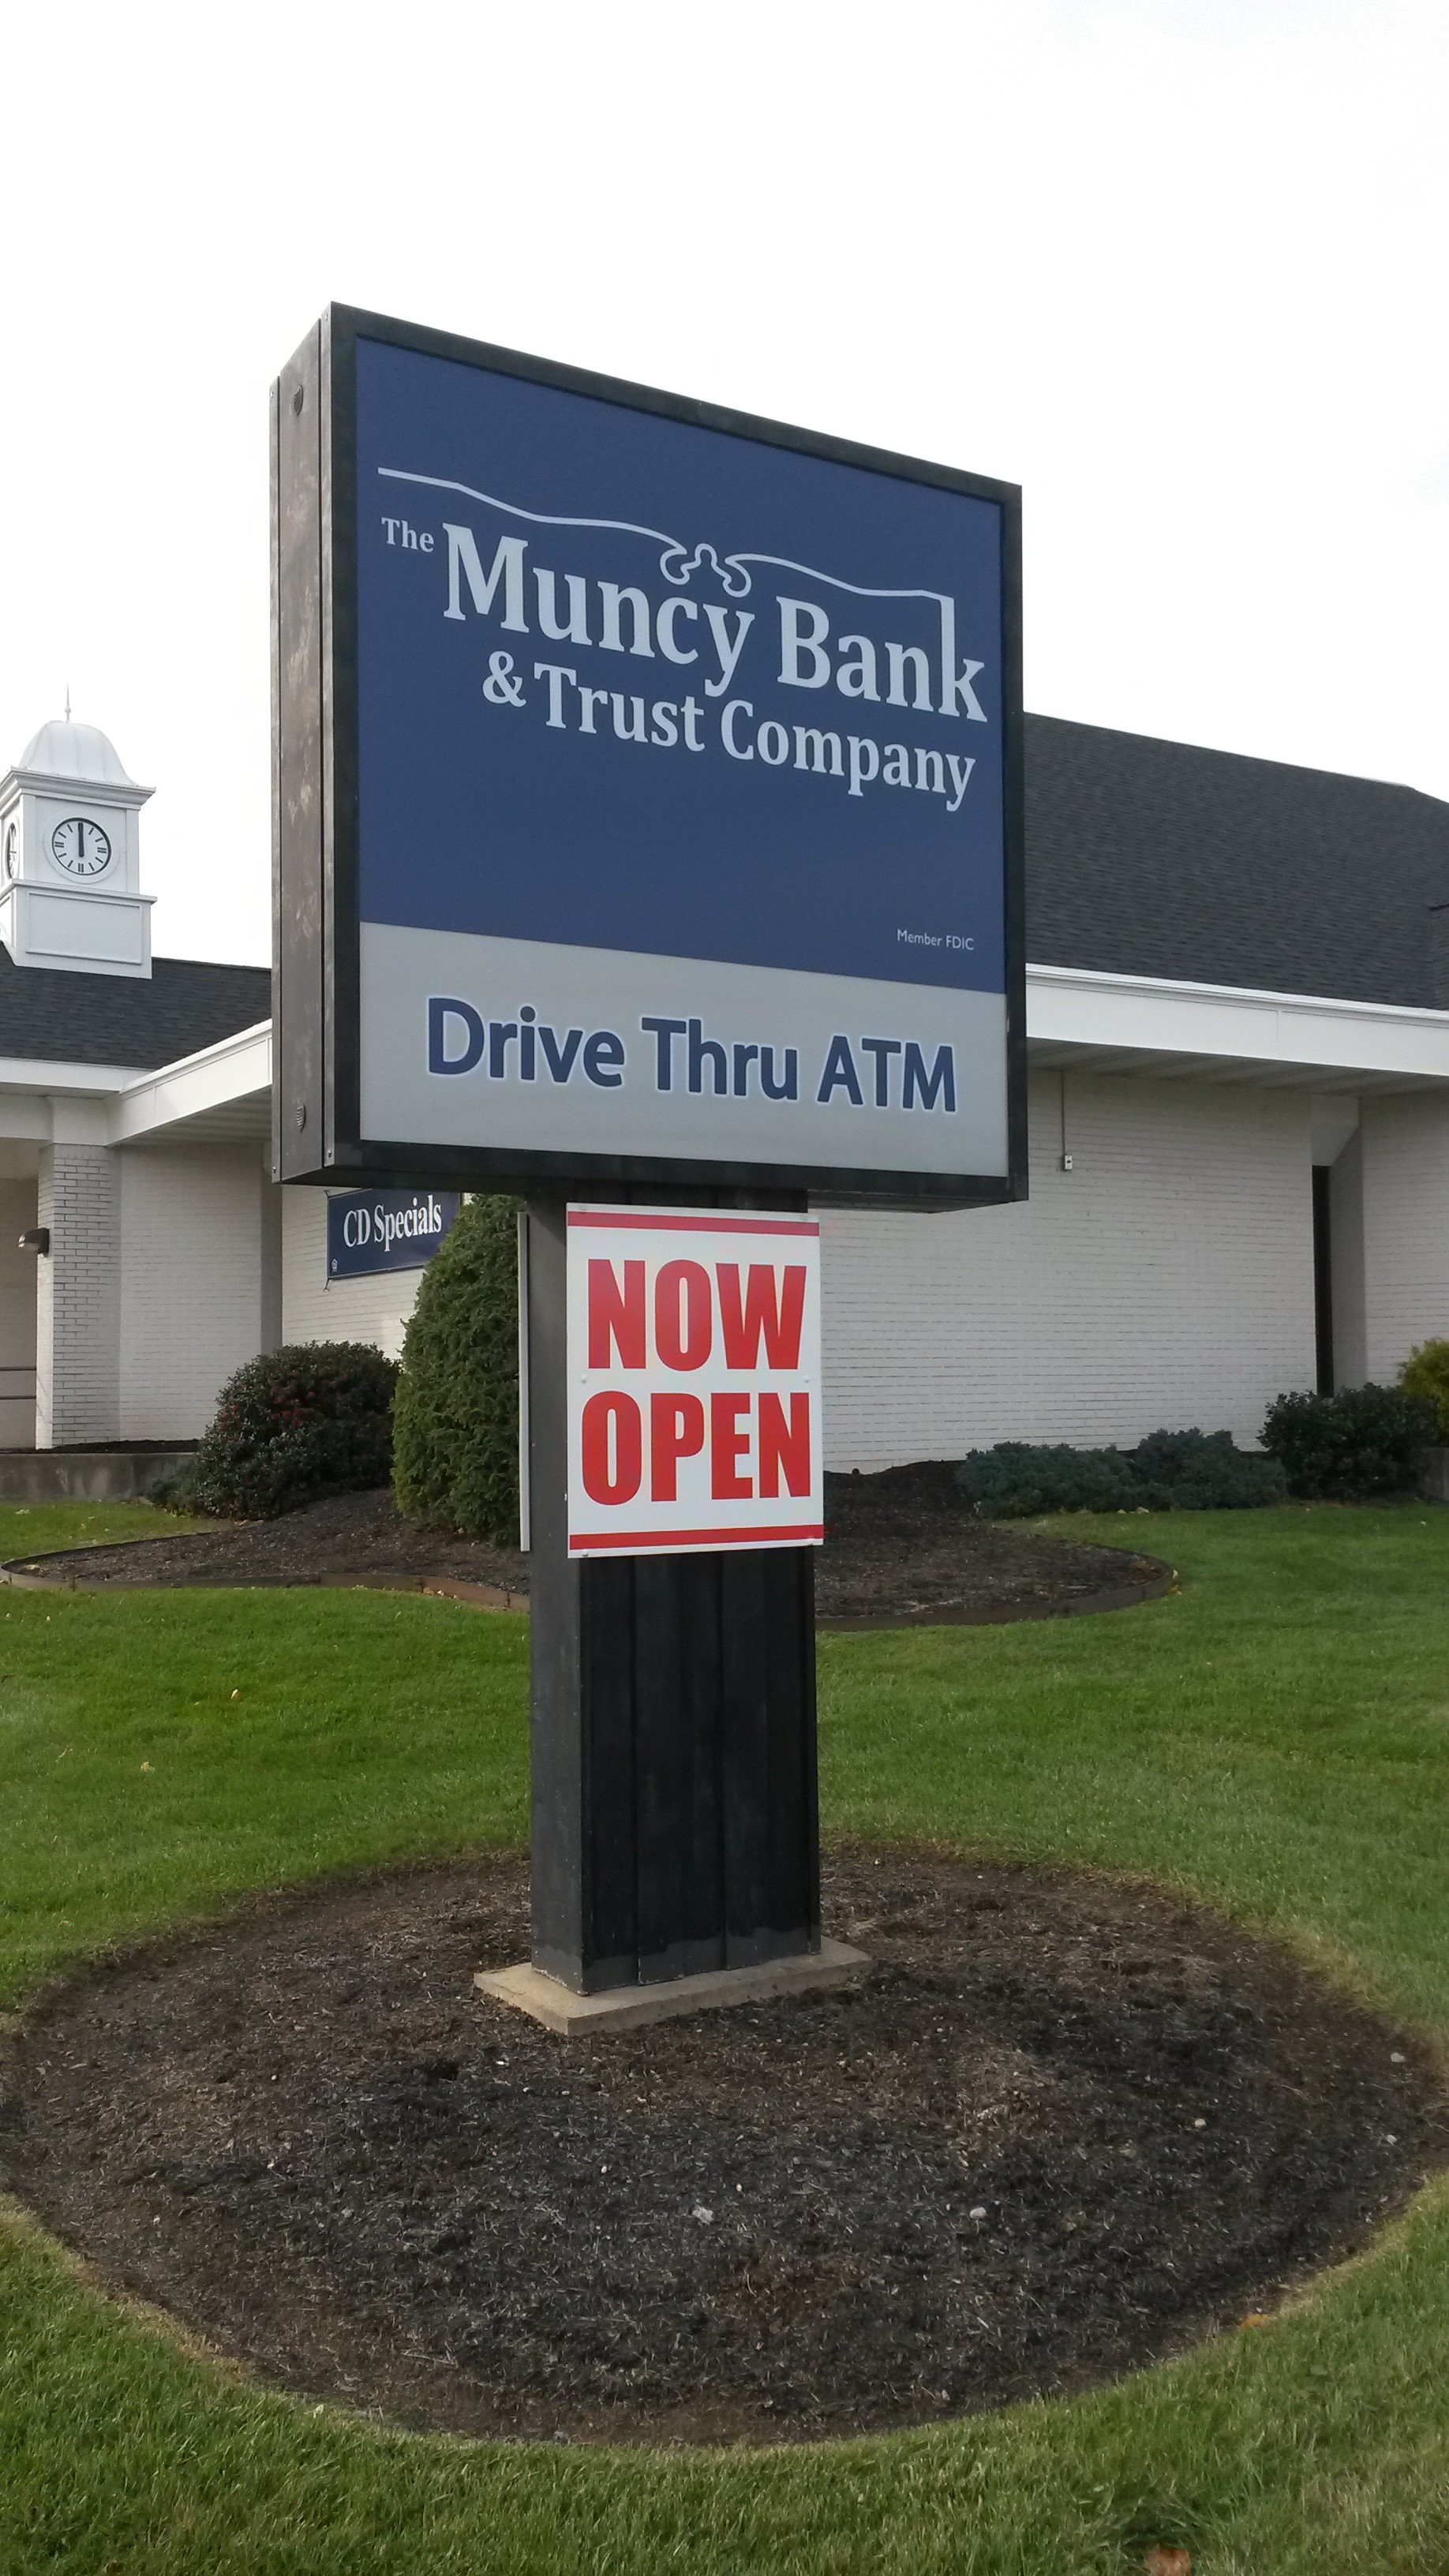 The Muncy Bank
& Trust Company
Member FDIC
Drive Thru ATM
CD Specials
NOW
OPEN